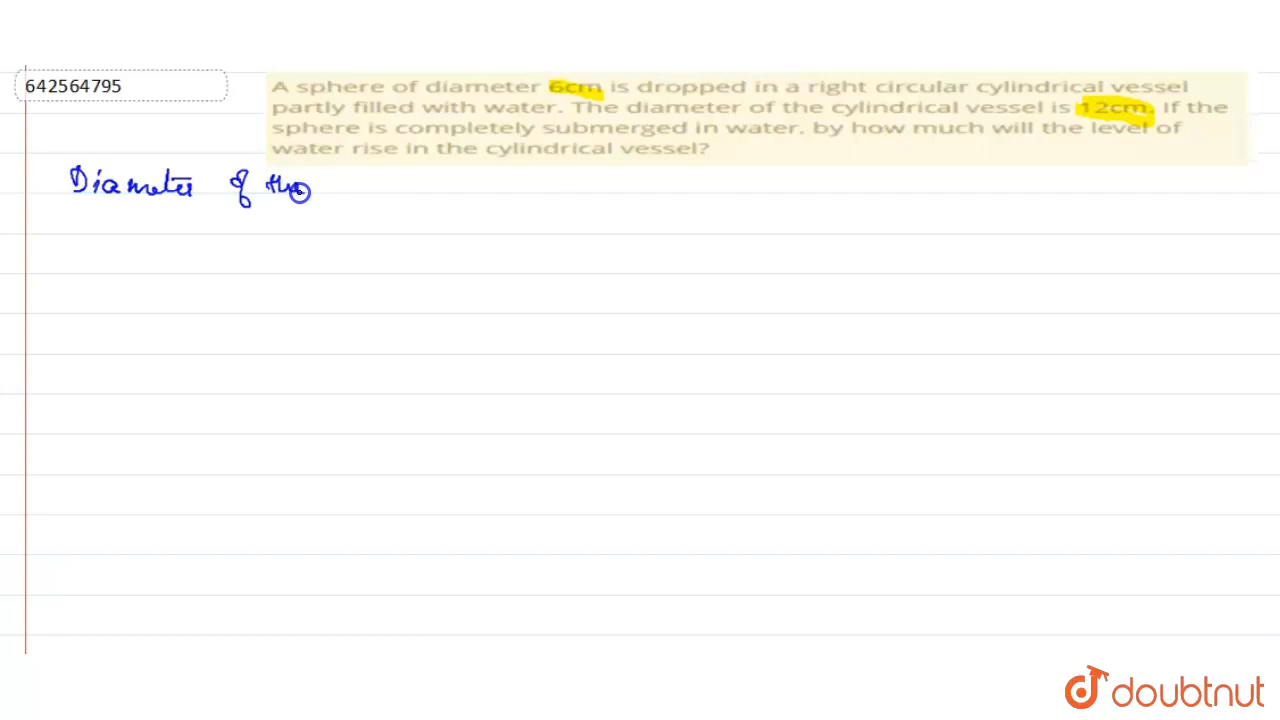 642564795
A sphere of diameter 6cm is dropped in a right circular cylindrical vessel
partly filled with water. The diameter of the cylindrical vessel is 12cm. If the
sphere is completely submerged in water, by how much will the level of
water rise in the cylindrical vessel?
Diameter of the
doubtnut